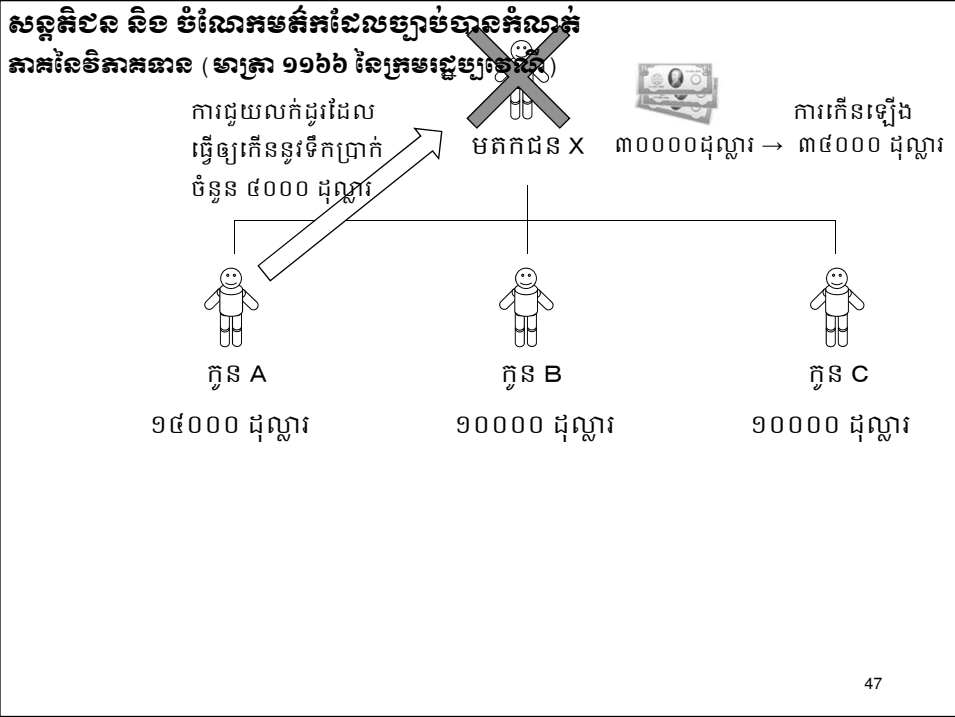 សន្តតិជន និង ចំណែកមត៌កដែលច្បាប់បានកំណត់
ភាគនៃវិភាគទាន (មាត្រា ១១៦៦ នៃក្រមរដ្ឋប្បវេណី)
ការជួយលក់ដូរដែល
ធ្វើឲ្យកើននូវទឹកប្រាក់
ចំនួន ៤០០០ ដុល្លារ
មតកជន X
ការកើនឡើង
៣០០០០ដុល្លារ → ៣៤០០០ ដុល្លារ
កូន A
កូន B
កូន C
១៤០០០ ដុល្លារ
១០០០០ ដុល្លារ
១០០០០ ដុល្លារ
47